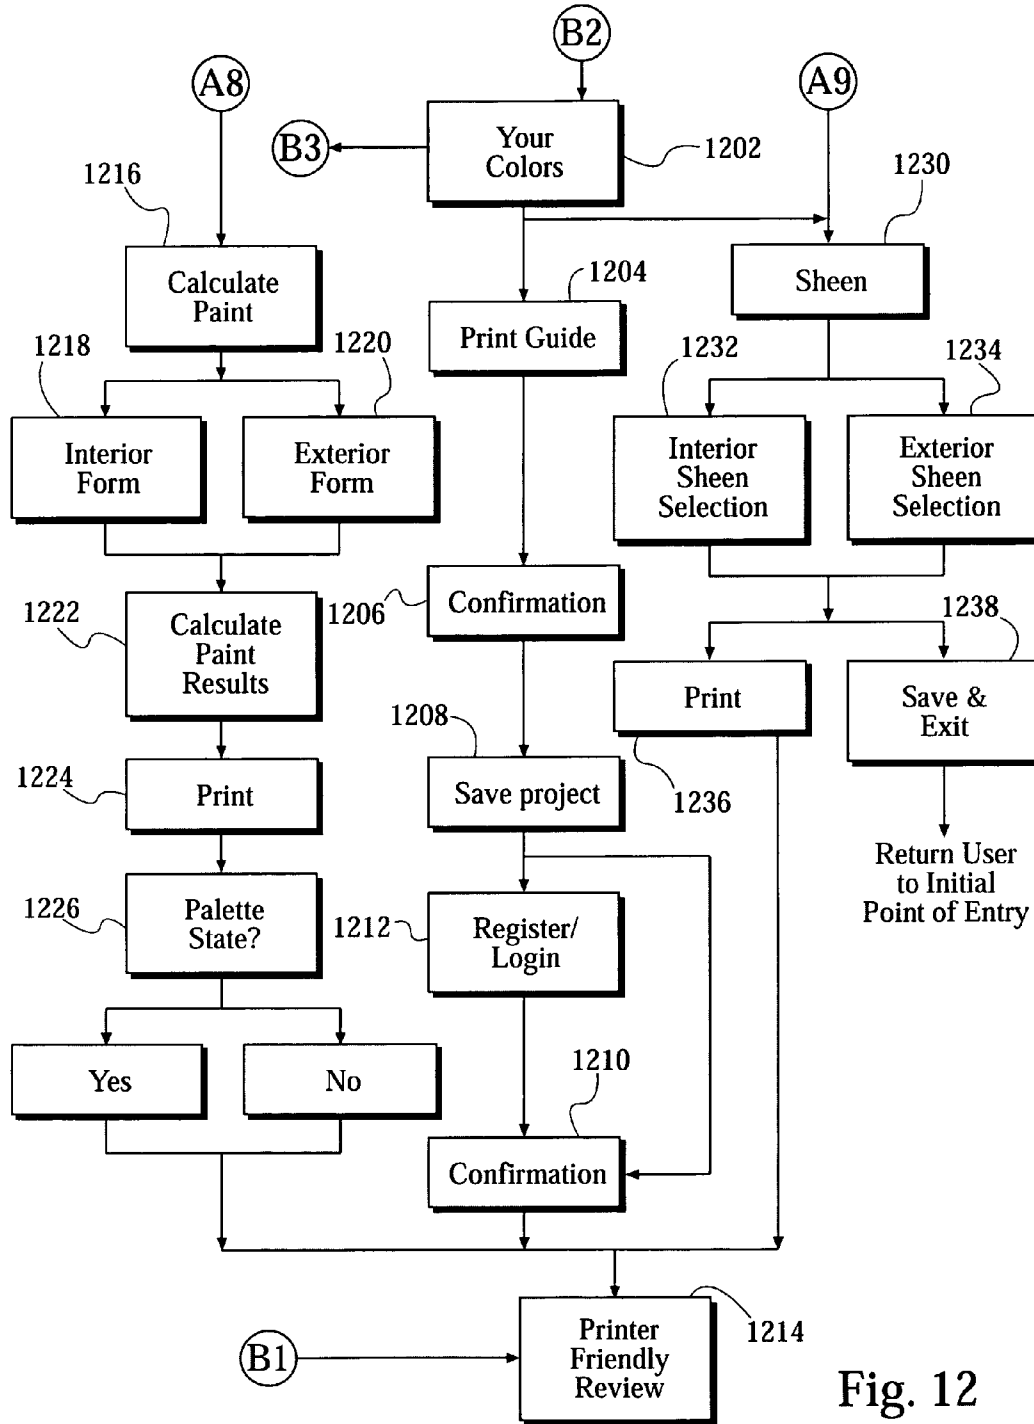 B2
A8
A9
B3
Your
Colors
1202
1216
1230
Calculate
Paint
1204
Sheen
Print Guide
1218
1220
1232
1234
Interior
Form
Exterior
Form
Interior
Sheen
Selection
Exterior
Sheen
Selection
1222
Calculate
Paint
Results
1206
Confirmation
1238
Print
Save &
Exit
1208
1224
Print
Save project
1236
Return User
to Initial
Point of Entry
1226
Palette
State?
1212
Register/
Login
Yes
No
1210
Confirmation
B1
Printer
Friendly
Review
1214
Fig. 12